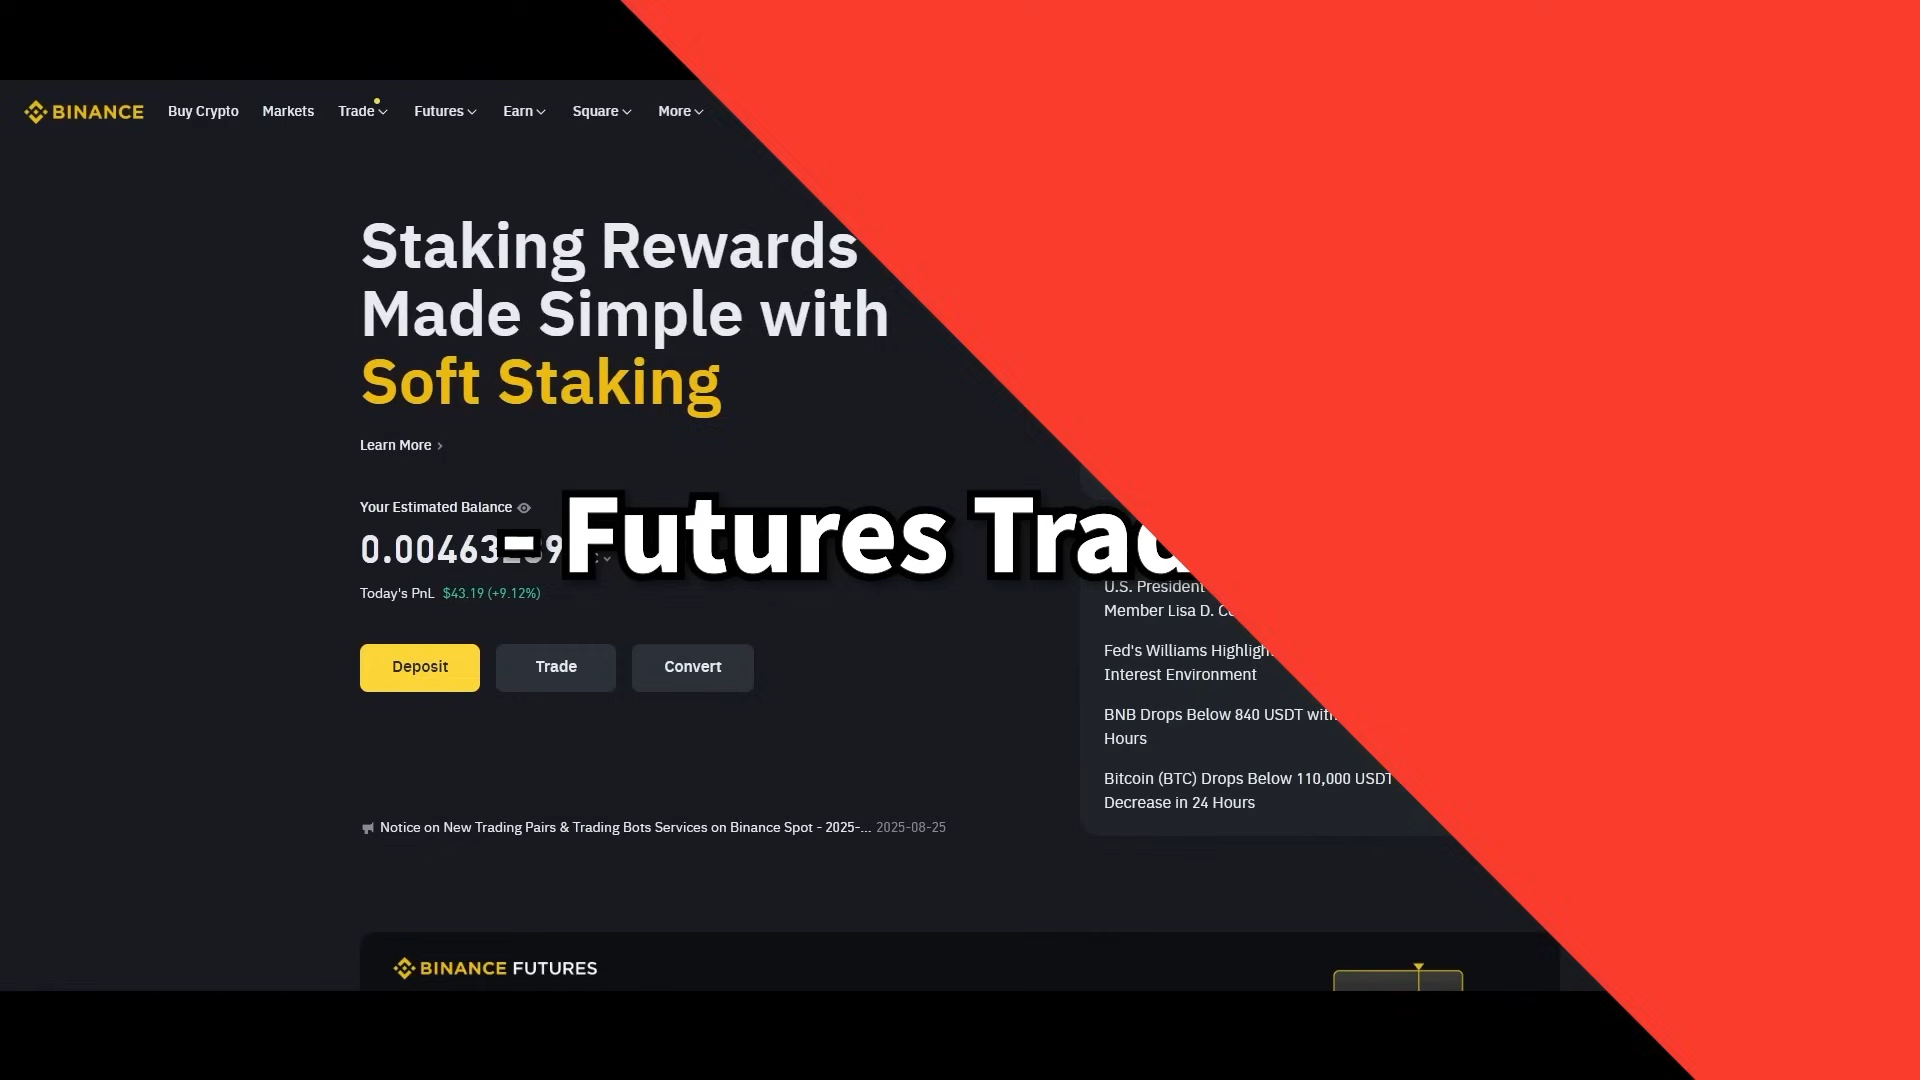 BINANCE Buy Crypto Markets Trade Futures Earn Square More
Staking Rewards
Made Simple with
Soft Staking
Learn More
Your Estimated Balance
- Futures
Today's PnL $43.19 (+9.12%)
Deposit Trade Convert
U.S. President
Member Lisa D.
Fed's Williams
Interest Environment
BNB Drops Below 840 USDT
Hours
Bitcoin (BTC) Drops Below 110,000 USDT
Decrease in 24 Hours
Notice on New Trading Pairs & Trading Bots Services on Binance Spot - 2025-... 2025-08-25
BINANCE FUTURES